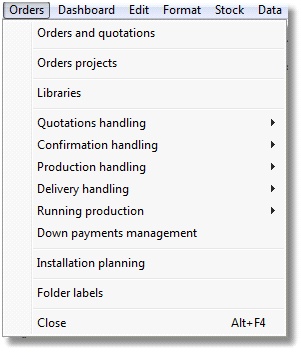 Orders Dashboard Edit Format Stock Data
Orders and quotations
Orders projects
Libraries
Quotations handling
Confirmation handling
Production handling
Delivery handling
Running production
Down payments management
Installation planning
Folder labels
Close Alt+F4